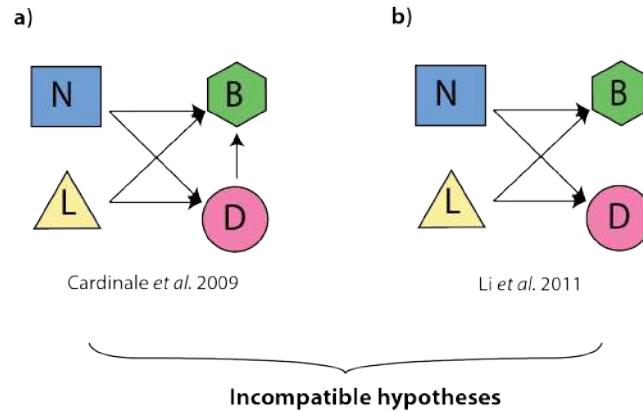 a)
b)
N
B
N
B
L
D
L
D
Cardinale et al. 2009
Li et al. 2011
Incompatible hypotheses